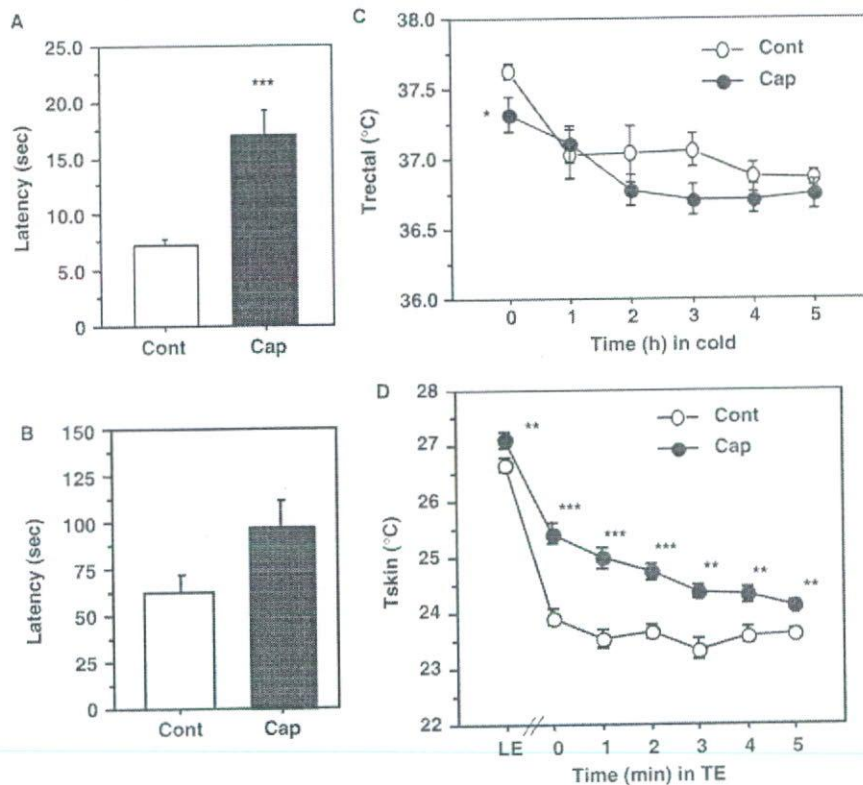 A
25.0
20.0
15.0
10.0
5.0
0
Latency (sec)
***
Cont
Cap
B
150
125
100
75
50
25
0
Latency (sec)
Cont
Cap
C
38.0
37.5
37.0
36.5
36.0
Trectal (°C)
Cont
Cap
*
0 1 2 3 4 5
Time (h) in cold
D
28
27
26
25
24
23
22
Tskin (°C)
Cont
Cap
**
***
***
***
**
**
**
LE // 0 1 2 3 4 5
Time (min) in TE